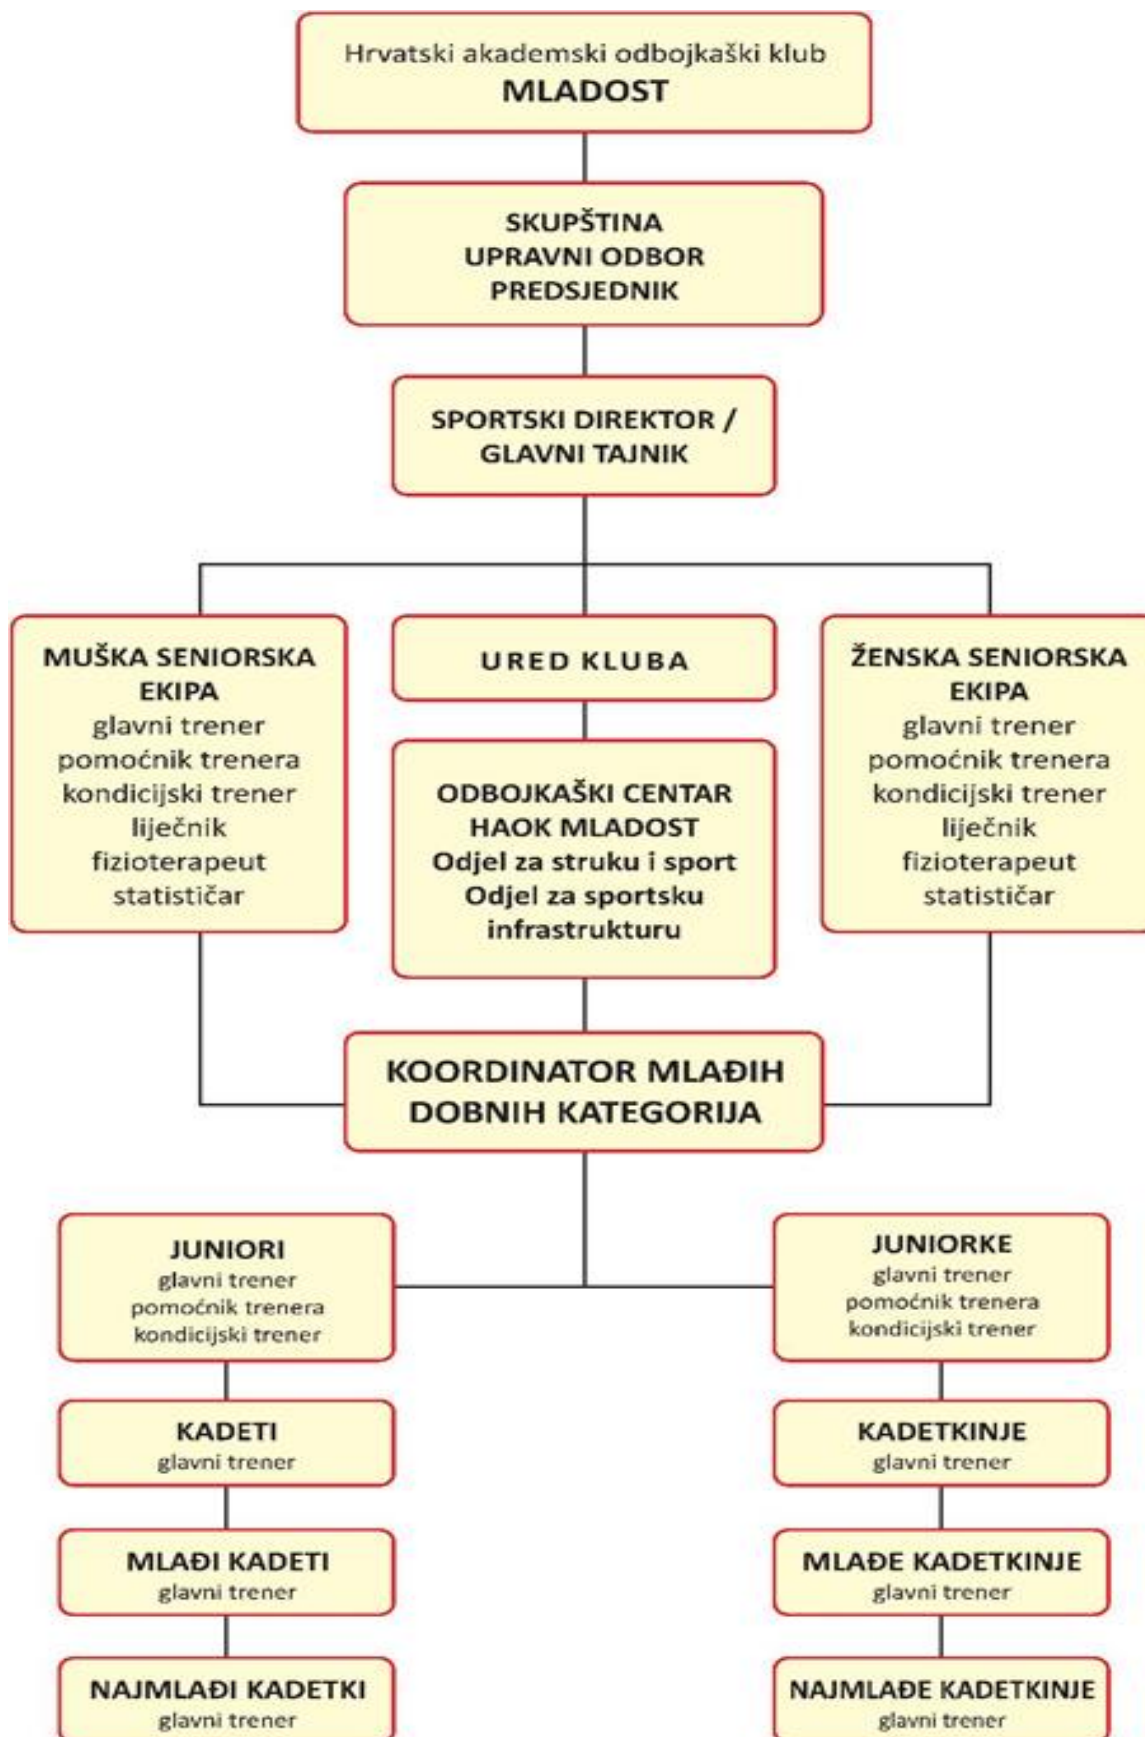 Hrvatski akademski odbojkaški klub
MLADOST
SKUPŠTINA
UPRAVNI ODBOR
PREDSJEDNIK
SPORTSKI DIREKTOR /
GLAVNI TAJNIK
MUŠKA SENIORSKA
EKIPA
glavni trener
pomoćnik trenera
kondicijski trener
liječnik
fizioterapeut
statističar
URED KLUBA
ODBOJKAŠKI CENTAR
HAOK MLADOST
Odjel za struku i sport
Odjel za sportsku
infrastrukturu
ŽENSKA SENIORSKA
EKIPA
glavni trener
pomoćnik trenera
kondicijski trener
liječnik
fizioterapeut
statističar
KOORDINATOR MLAĐIH
DOBNIH KATEGORIJA
JUNIORI
glavni trener
pomoćnik trenera
kondicijski trener
KADETI
glavni trener
MLAĐI KADETI
glavni trener
NAJMLAĐI KADETKI
glavni trener
JUNIORKE
glavni trener
pomoćnik trenera
kondicijski trener
KADETKINJE
glavni trener
MLAĐE KADETKINJE
glavni trener
NAJMLAĐE KADETKINJE
glavni trener